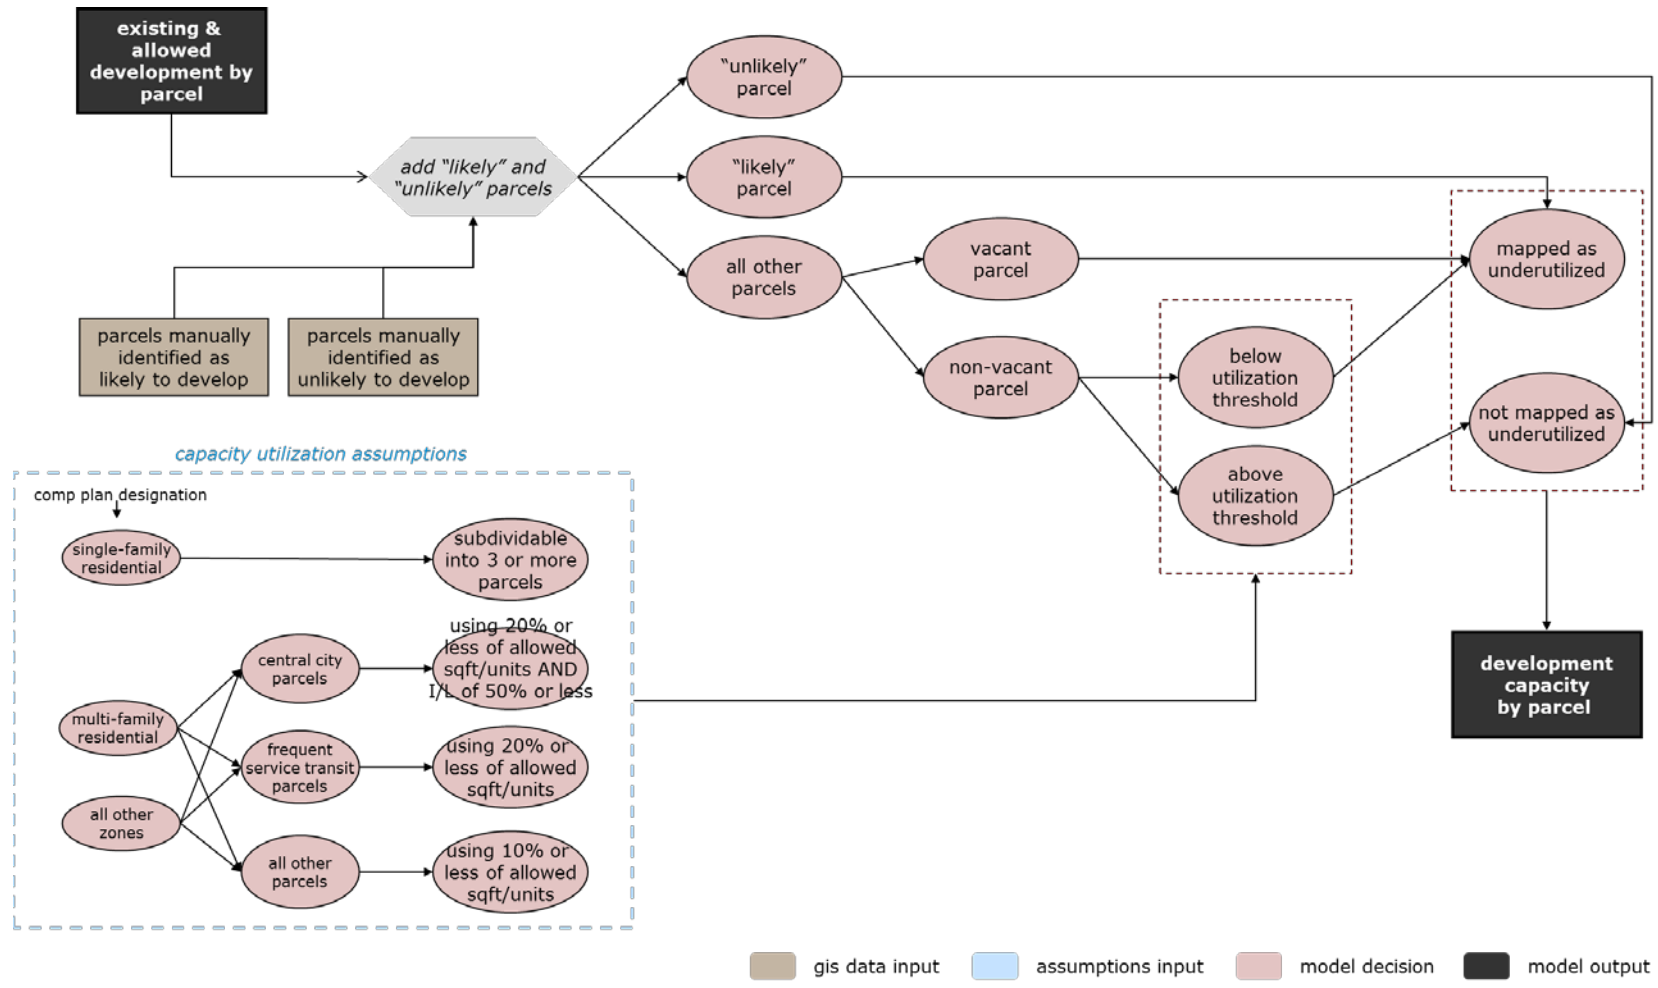 existing &
allowed
development by
parcel
add “likely” and
“unlikely” parcels
parcels manually
identified as
likely to develop
parcels manually
identified as
unlikely to develop
“unlikely”
parcel
“likely”
parcel
all other
parcels
vacant
parcel
non-vacant
parcel
below
utilization
threshold
above
utilization
threshold
mapped as
underutilized
not mapped as
underutilized
development
capacity
by parcel
capacity utilization assumptions
comp plan designation
single-family
residential
subdividable
into 3 or more
parcels
multi-family
residential
all other
zones
central city
parcels
using 20% or
less of allowed
sqft/units AND
I/L of 50% or less
frequent
service transit
parcels
using 20% or
less of allowed
sqft/units
all other
parcels
using 10% or
less of allowed
sqft/units
gis data input
assumptions input
model decision
model output